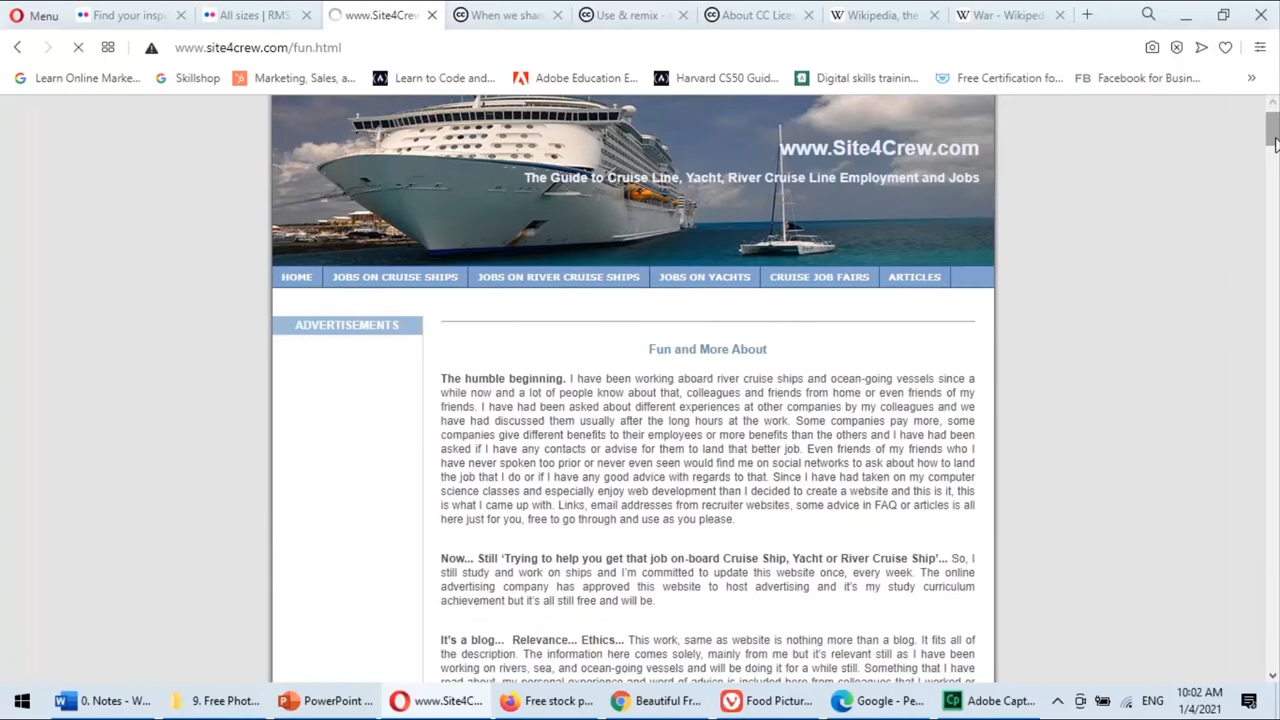 Menu
Find your insp
All sizes | RMS
www.Site4Crew
When we sha
Use & remix -
About CC Lice
Wikipedia, the
War - Wikiped
www.site4crew.com/fun.html
Learn Online Marke...
Skillshop
Marketing, Sales, a...
Learn to Code and...
Adobe Education E...
Harvard CS50 Guid...
Digital skills trainin...
Free Certification fo...
FB Facebook for Busin...
www.Site4Crew.com
The Guide to Cruise Line, Yacht, River Cruise Line Employment and Jobs
HOME
JOBS ON CRUISE SHIPS
JOBS ON RIVER CRUISE SHIPS
JOBS ON YACHTS
CRUISE JOB FAIRS
ARTICLES
ADVERTISEMENTS
Fun and More About
The humble beginning. I have been working aboard river cruise ships and ocean-going vessels since a
while now and a lot of people know about that, colleagues and friends from home or even friends of my
friends. I have had been asked about different experiences at other companies by my colleagues and we
have had discussed them usually after the long hours at the work. Some companies pay more, some
companies give different benefits to their employees or more benefits than the others and I have had been
asked if I have any contacts or advise for them to land that better job. Even friends of my friends who I
have never spoken too prior or never even seen would find me on social networks to ask about how to land
the job that I do or if I have any good advice with regards to that. Since I have had taken on my computer
science classes and especially enjoy web development than I decided to create a website and this is it, this
is what I came up with. Links, email addresses from recruiter websites, some advice in FAQ or articles is all
here just for you, free to go through and use as you please.
Now... Still ‘Trying to help you get that job on-board Cruise Ship, Yacht or River Cruise Ship’... So, I
still study and work on ships and I’m committed to update this website once, every week. The online
advertising company has approved this website to host advertising and it’s my study curriculum
achievement but it’s all still free and will be.
It’s a blog... Relevance... Ethics... This work, same as website is nothing more than a blog. It fits all of
the description. The information here comes solely, mainly from me but it’s relevant still as I have been
working on rivers, sea, and ocean-going vessels and will be doing it for a while still. Something that I have
read about, my personal experience and word of advice is included here from colleagues that I worked or
0. Notes - W...
9. Free Phot...
PowerPoint ...
www.Site4C...
Free stock p...
Beautiful Fr...
Food Pictur...
Google - Pe...
Adobe Capt...
ENG
10:02 AM
1/4/2021